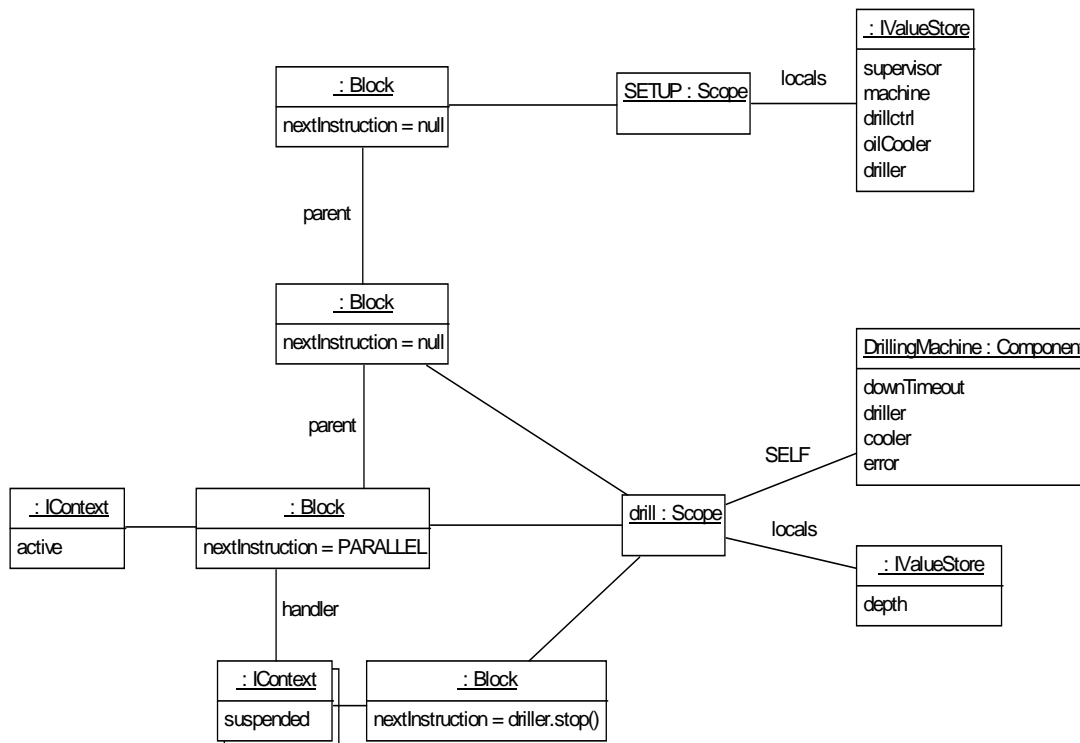 : IValueStore
supervisor
machine
drillctrl
oilCooler
driller
: Block
nextInstruction = null
SETUP : Scope
locals
parent
: Block
nextInstruction = null
DrillingMachine : Component
downTimeout
driller
cooler
error
parent
SELF
: IContext
active
: Block
nextInstruction = PARALLEL
drill : Scope
locals
: IValueStore
depth
handler
: IContext
suspended
: Block
nextInstruction = driller.stop()